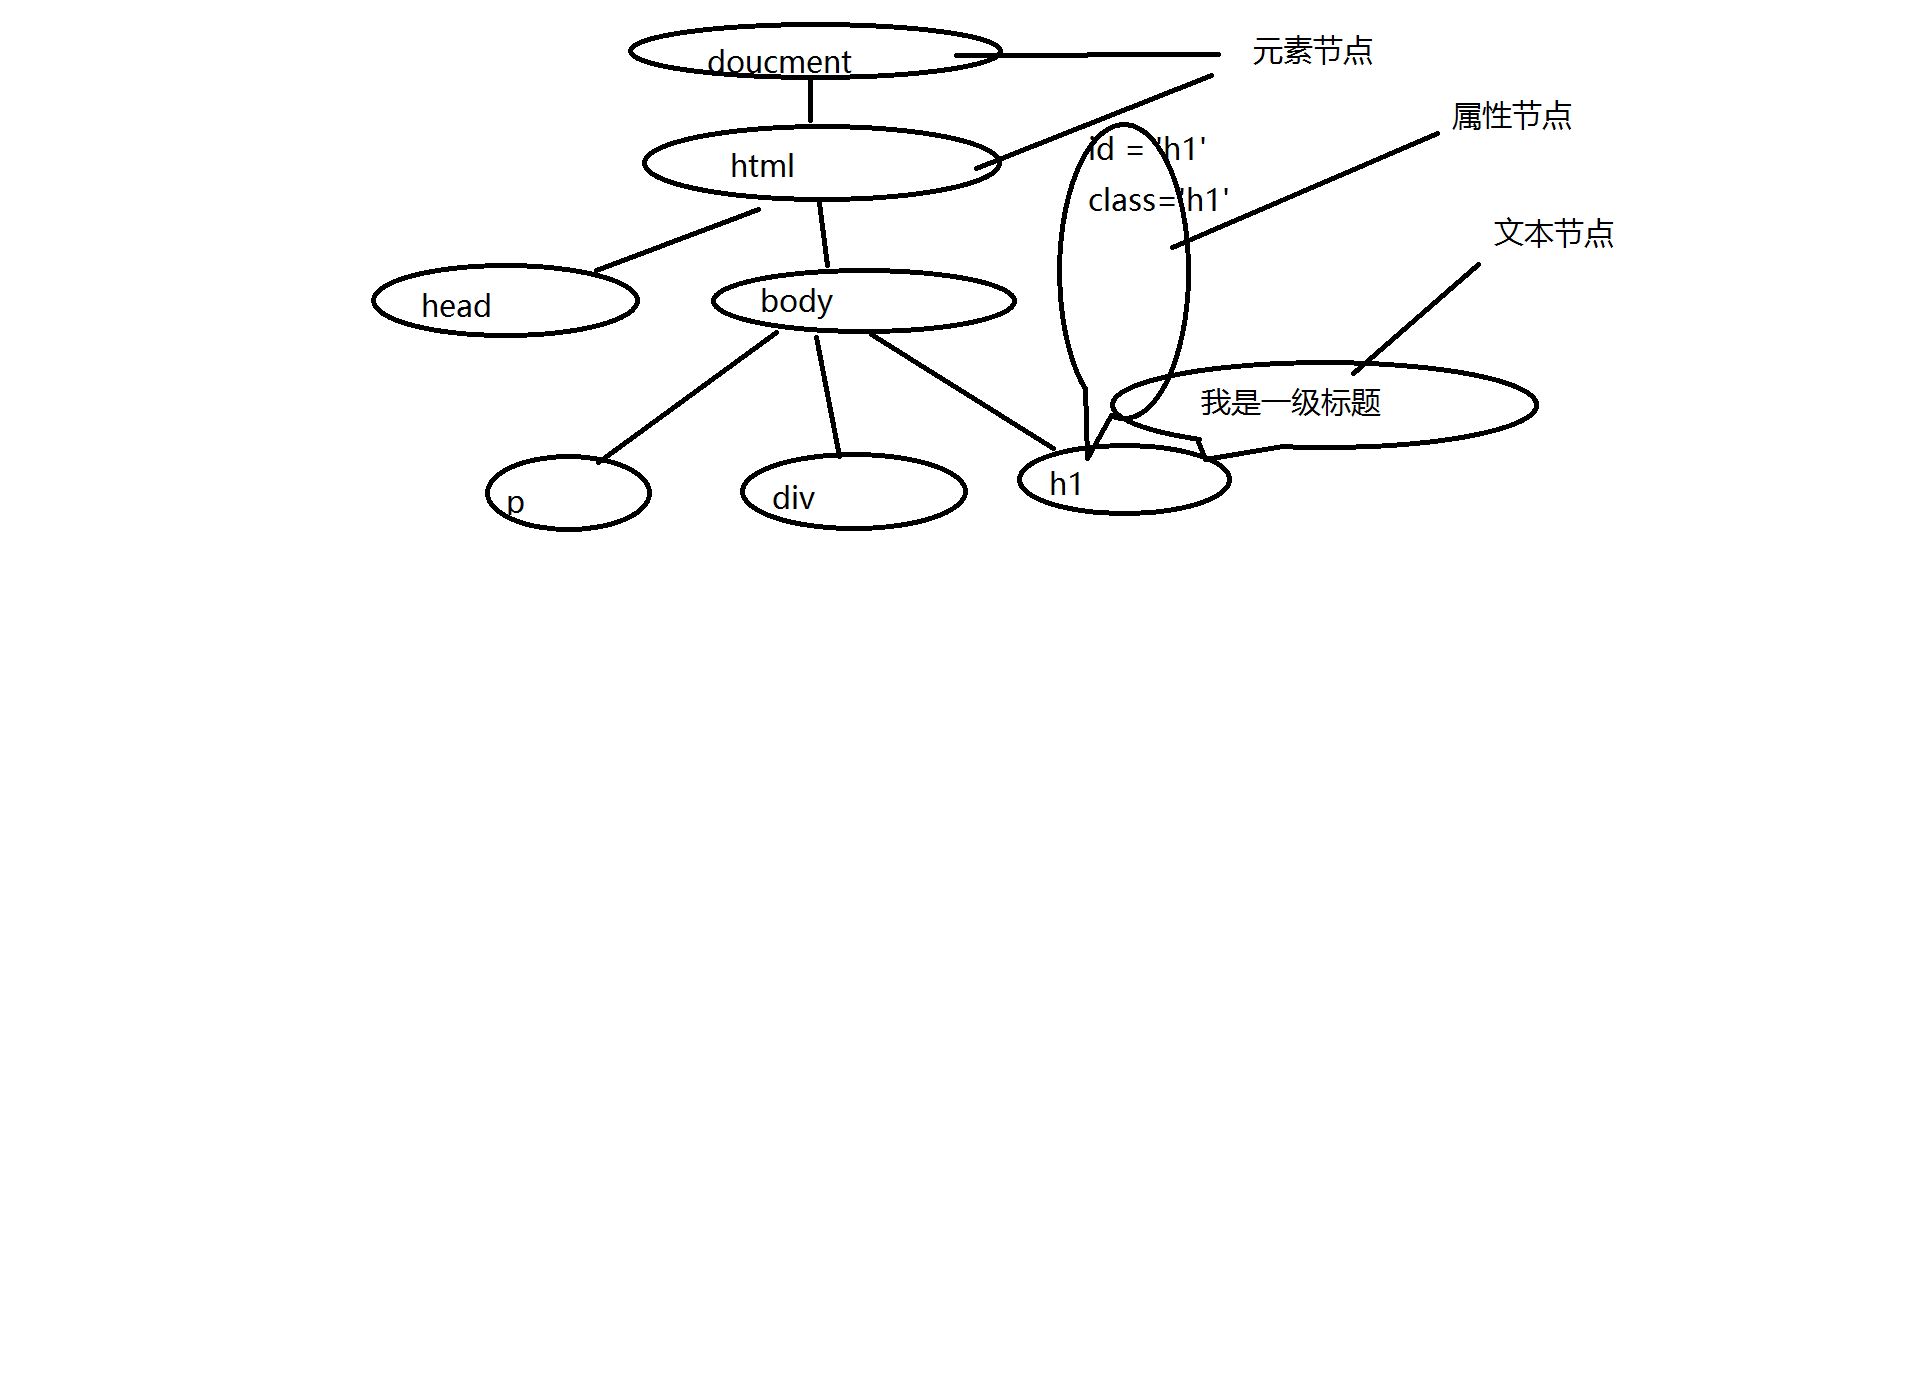 doucment
元素节点
属性节点
html
id = 'h1'
class='h1'
文本节点
head
body
我是一级标题
p
div
h1